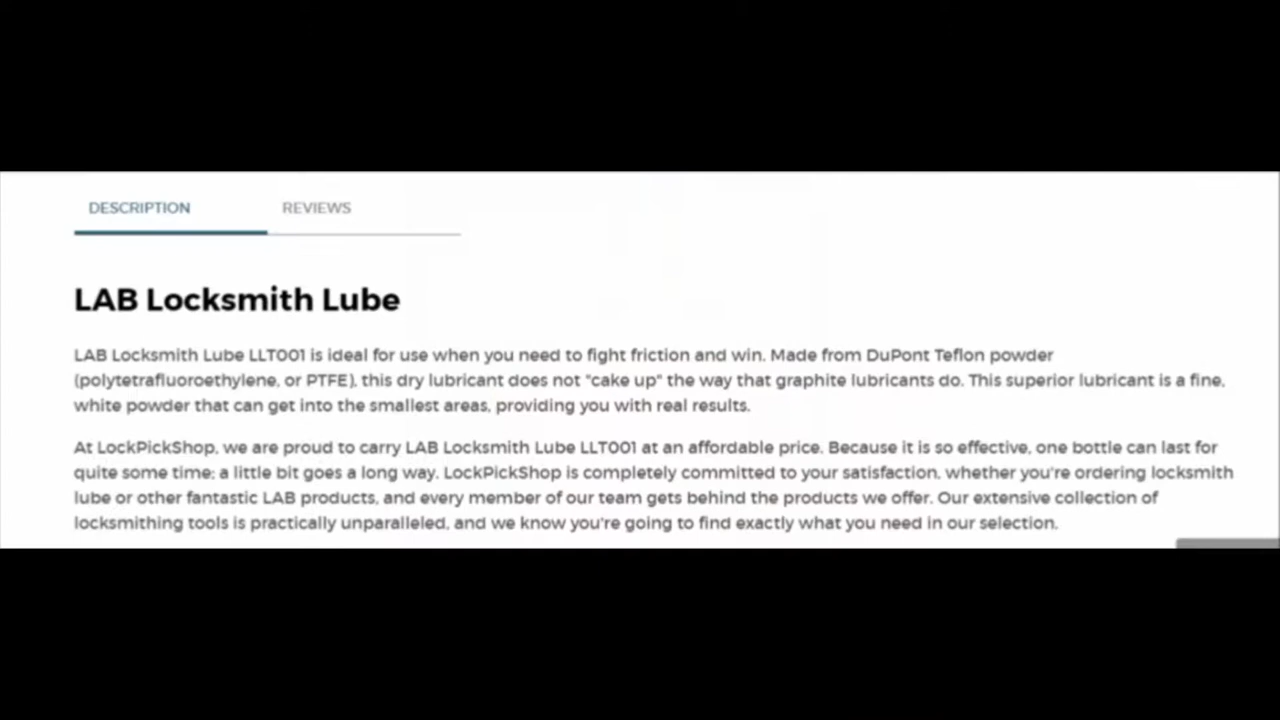 DESCRIPTION REVIEWS
LAB Locksmith Lube
LAB Locksmith Lube LLT001 is ideal for use when you need to fight friction and win. Made from DuPont Teflon powder
(polytetrafluoroethylene, or PTFE), this dry lubricant does not "cake up" the way that graphite lubricants do. This superior lubricant is a fine,
white powder that can get into the smallest areas, providing you with real results.
At LockPickShop, we are proud to carry LAB Locksmith Lube LLT001 at an affordable price. Because it is so effective, one bottle can last for
quite some time; a little bit goes a long way. LockPickShop is completely committed to your satisfaction, whether you're ordering locksmith
lube or other fantastic LAB products, and every member of our team gets behind the products we offer. Our extensive collection of
locksmithing tools is practically unparalleled, and we know you're going to find exactly what you need in our selection.